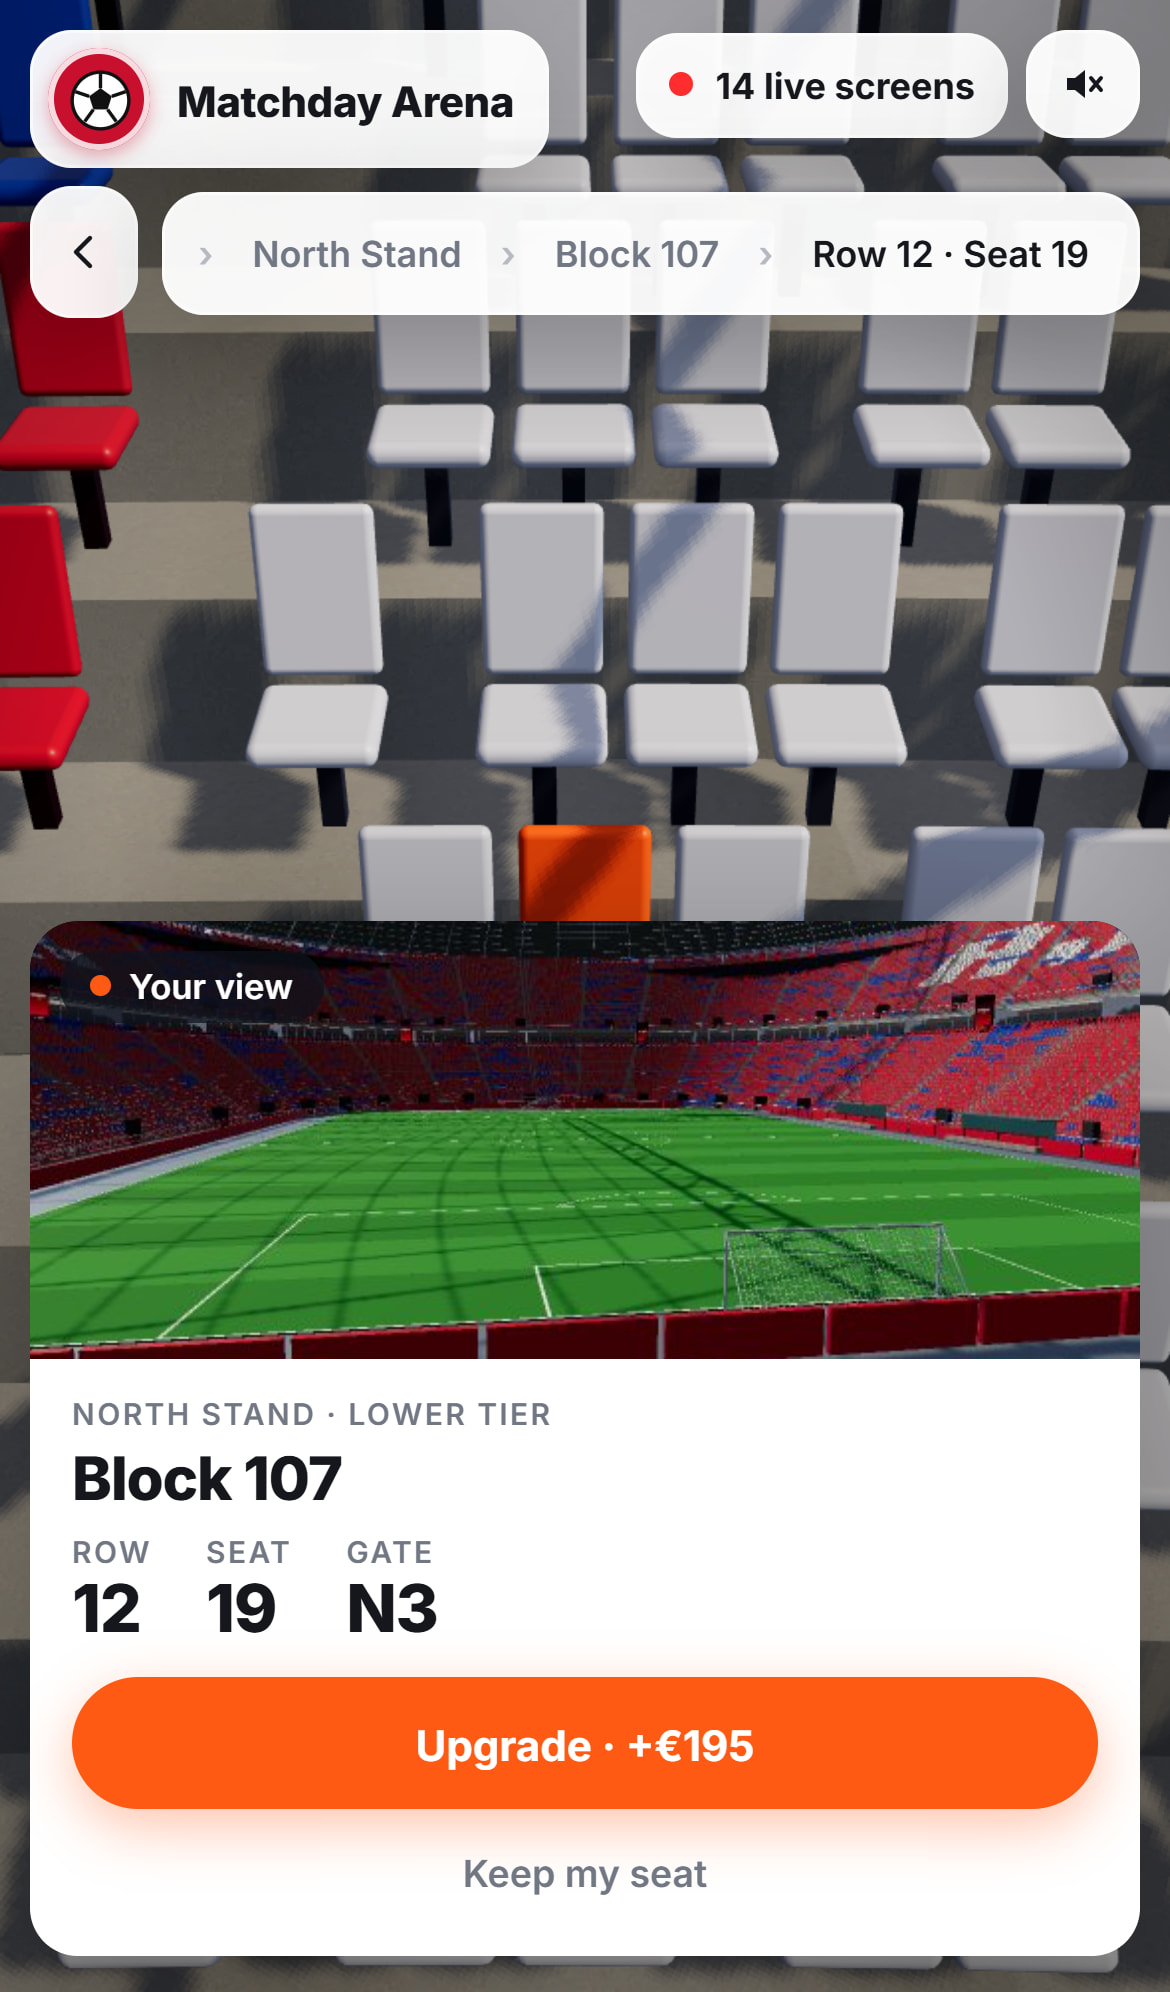 Matchday Arena
14 live screens
› North Stand › Block 107 › Row 12 · Seat 19
Your view
NORTH STAND · LOWER TIER
Block 107
ROW SEAT GATE
12 19 N3
Upgrade · +€195
Keep my seat